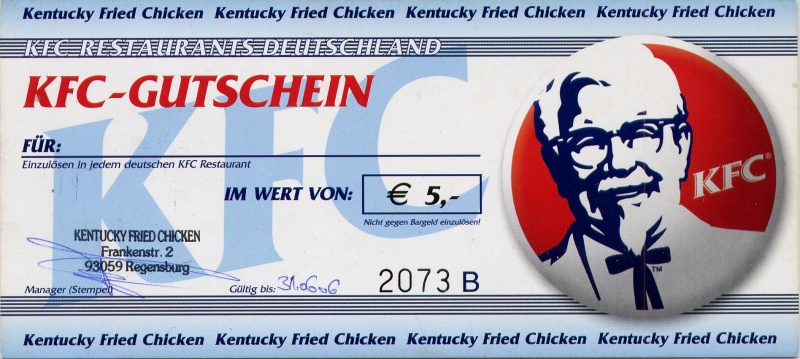 Kentucky Fried Chicken Kentucky Fried Chicken Kentucky Fried Chicken Kentucky Fried Chicken
KFC RESTAURANTS DEUTSCHLAND
KFC
KFC-GUTSCHEIN
FÜR:
Einzulösen in jedem deutschen KFC Restaurant
IM WERT VON: € 5,-
Nicht gegen Bargeld einzulösen!
KFC®
KENTUCKY FRIED CHICKEN
Frankenstr. 2
93059 Regensburg
Manager (Stempel)
Gültig bis: 31.06.06
2073 B
TM
Kentucky Fried Chicken Kentucky Fried Chicken Kentucky Fried Chicken Kentucky Fried Chicken